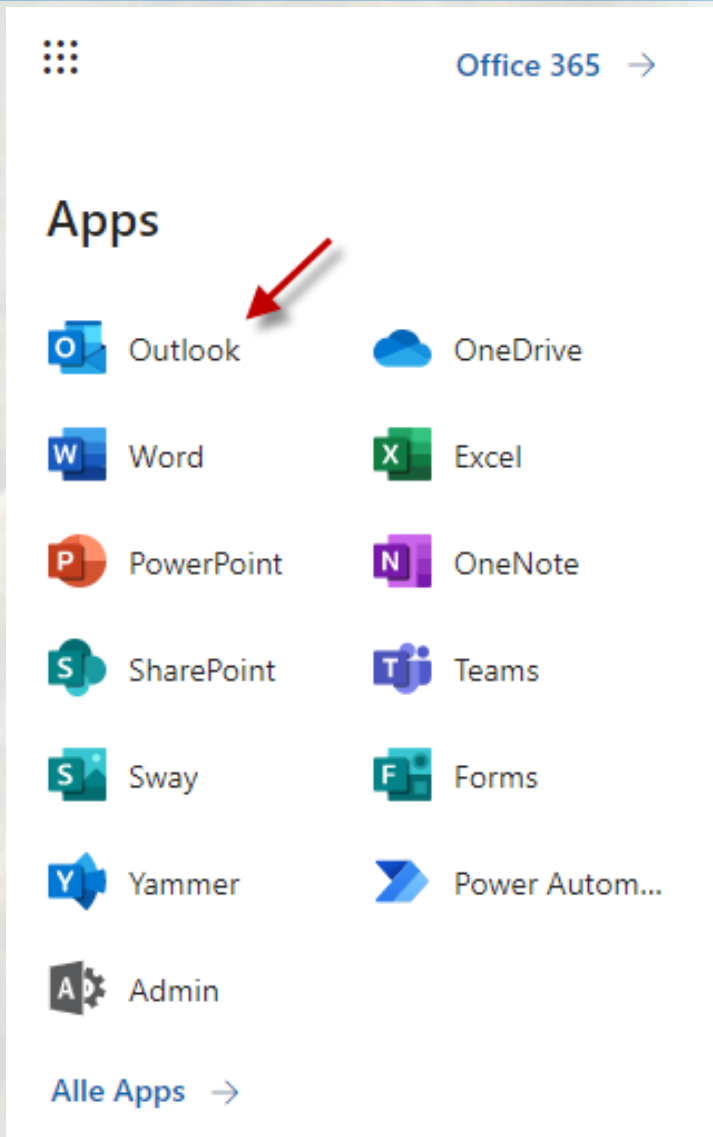 Office 365 →
Apps
Outlook
OneDrive
Word
Excel
PowerPoint
OneNote
SharePoint
Teams
Sway
Forms
Yammer
Power Autom...
Admin
Alle Apps →